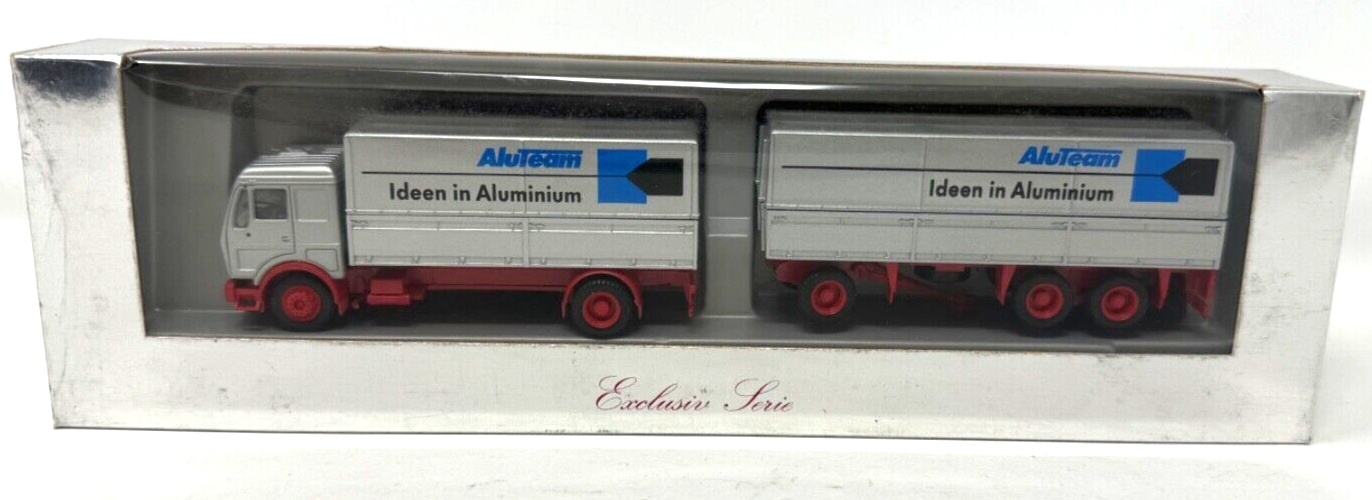 AluTeam
Ideen in Aluminium
AluTeam
Ideen in Aluminium
Exclusiv Serie